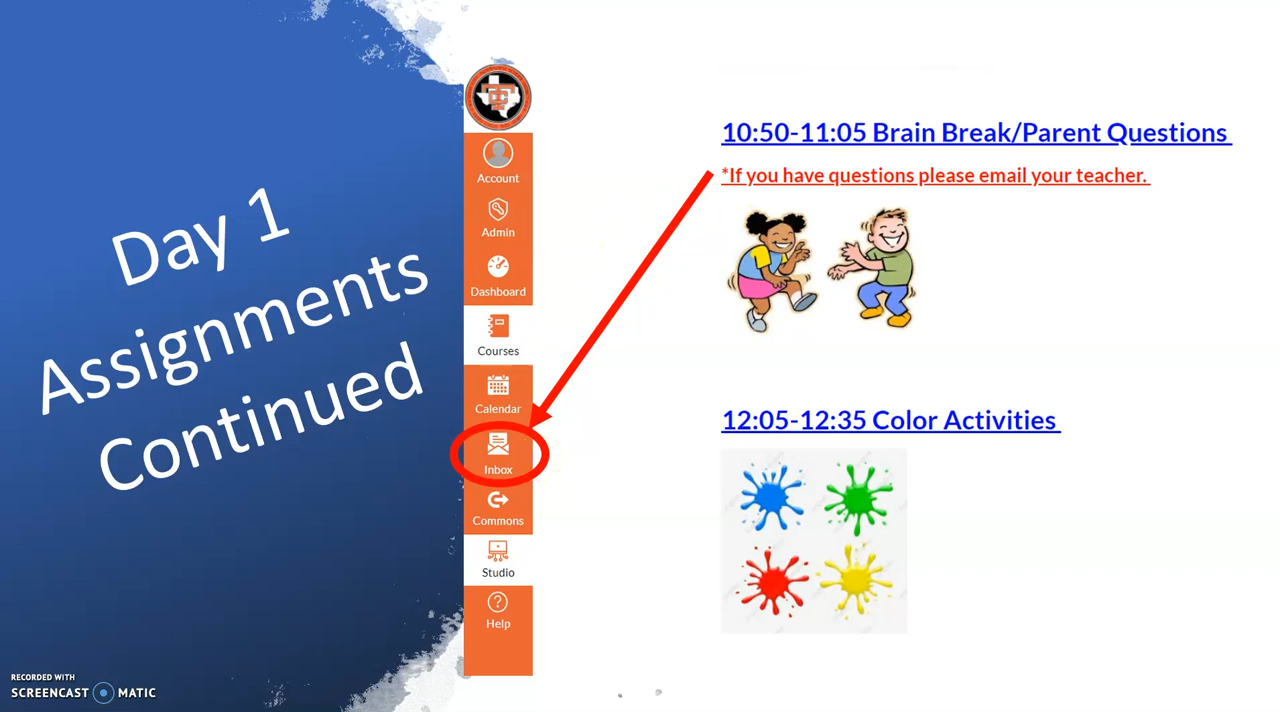 Day 1
Assignments
Continued
Account
Admin
Dashboard
Courses
Calendar
Inbox
Commons
Studio
Help
10:50-11:05 Brain Break/Parent Questions
*If you have questions please email your teacher.
12:05-12:35 Color Activities
RECORDED WITH
SCREENCAST MATIC